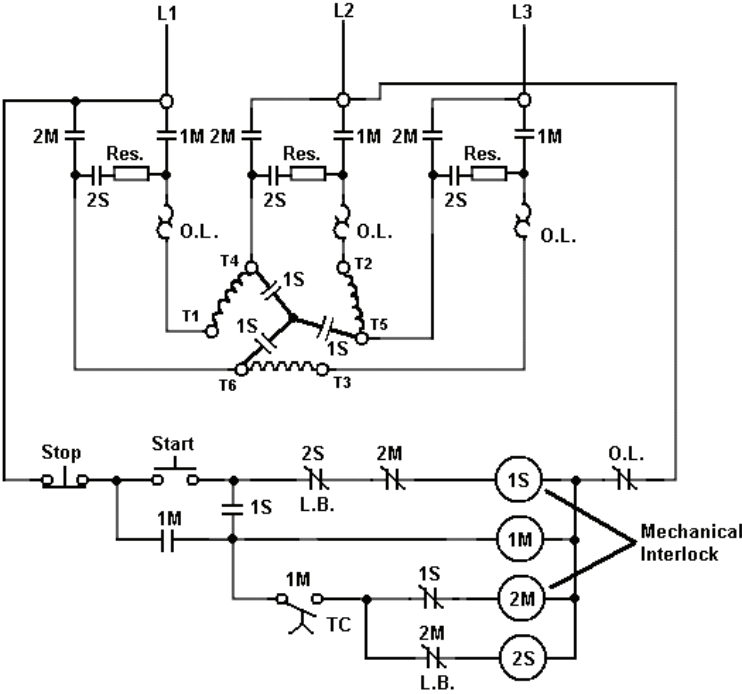 L1 L2 L3
2M 1M 2M 1M 2M 1M
Res. Res. Res.
2S 2S 2S
O.L. O.L. O.L.
T4 1S T2
T1 1S 1S T5
T6 T3
Stop Start 2S 2M O.L.
1S
L.B.
1S
1M 1M
Mechanical
Interlock
1M 1S 2M
TC
2M 2S
L.B.